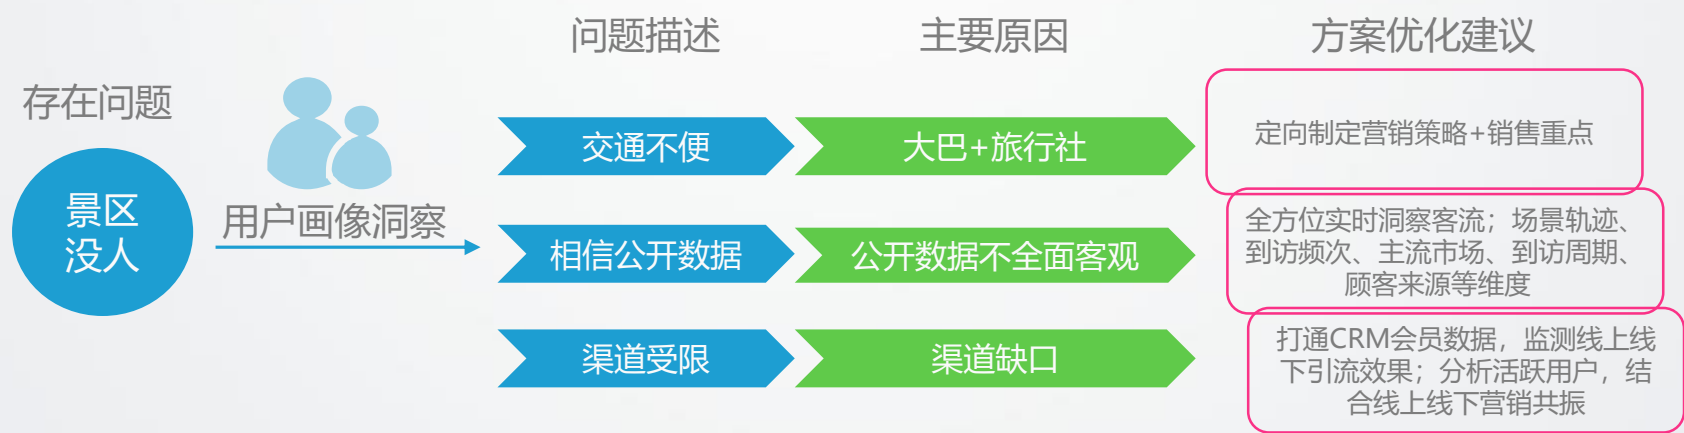 问题描述
主要原因
方案优化建议
存在问题
景区
没人
用户画像洞察
交通不便
大巴+旅行社
定向制定营销策略+销售重点
相信公开数据
公开数据不全面客观
全方位实时洞察客流；场景轨迹、
到访频次、主流市场、到访周期、
顾客来源等维度
渠道受限
渠道缺口
打通CRM会员数据，监测线上线
下引流效果；分析活跃用户，结
合线上线下营销共振